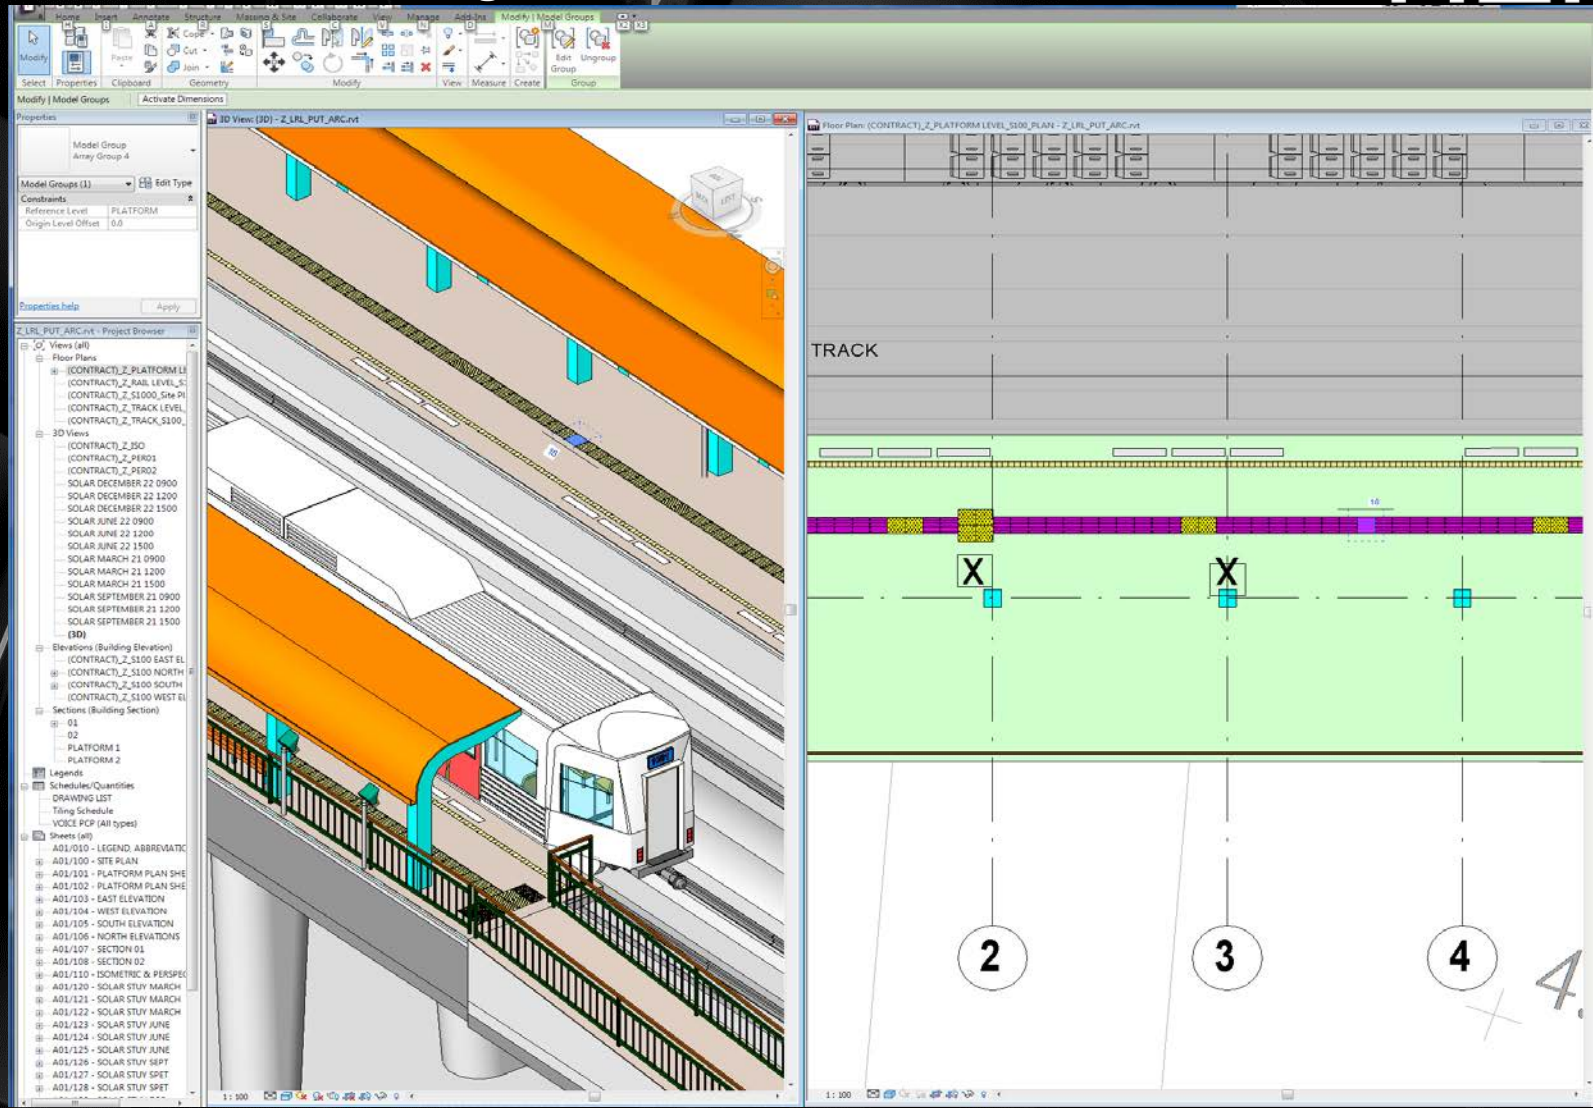 Home Insert Annotate Structure Massing & Site Collaborate View Manage Add-Ins Modify | Model Groups
Modify
Paste
Cope
Cut
Join
Edit Group
Ungroup
Select Properties Clipboard Geometry Modify View Measure Create Group
Modify | Model Groups Activate Dimensions
Properties
Model Group
Array Group 4
Model Groups (1) Edit Type
Constraints
Reference Level PLATFORM
Origin Level Offset 0.0
Properties help Apply
Z_LRL_PUT_ARC.rvt - Project Browser
Views (all)
Floor Plans
(CONTRACT)_Z_PLATFORM LE
(CONTRACT)_Z_RAIL LEVEL_S
(CONTRACT)_Z_S1000_Site Pl
(CONTRACT)_Z_TRACK LEVEL_
(CONTRACT)_Z_TRACK_S100_
3D Views
(CONTRACT)_Z_ISO
(CONTRACT)_Z_PER01
(CONTRACT)_Z_PER02
SOLAR DECEMBER 22 0900
SOLAR DECEMBER 22 1200
SOLAR DECEMBER 22 1500
SOLAR JUNE 22 0900
SOLAR JUNE 22 1200
SOLAR JUNE 22 1500
SOLAR MARCH 21 0900
SOLAR MARCH 21 1200
SOLAR MARCH 21 1500
SOLAR SEPTEMBER 21 0900
SOLAR SEPTEMBER 21 1200
SOLAR SEPTEMBER 21 1500
(3D)
Elevations (Building Elevation)
(CONTRACT)_Z_S100 EAST EL
(CONTRACT)_Z_S100 NORTH
(CONTRACT)_Z_S100 SOUTH
(CONTRACT)_Z_S100 WEST EL
Sections (Building Section)
01
02
PLATFORM 1
PLATFORM 2
Legends
Schedules/Quantities
DRAWING LIST
Tiling Schedule
VOICE PCP (All types)
Sheets (all)
A01/010 - LEGEND, ABBREVIATIC
A01/100 - SITE PLAN
A01/101 - PLATFORM PLAN SHE
A01/102 - PLATFORM PLAN SHE
A01/103 - EAST ELEVATION
A01/104 - WEST ELEVATION
A01/105 - SOUTH ELEVATION
A01/106 - NORTH ELEVATIONS
A01/107 - SECTION 01
A01/108 - SECTION 02
A01/110 - ISOMETRIC & PERSPEC
A01/120 - SOLAR STUY MARCH
A01/121 - SOLAR STUY MARCH
A01/122 - SOLAR STUY MARCH
A01/123 - SOLAR STUY JUNE
A01/124 - SOLAR STUY JUNE
A01/125 - SOLAR STUY JUNE
A01/126 - SOLAR STUY SEPT
A01/127 - SOLAR STUY SPET
A01/128 - SOLAR STUY SPET
3D View: {3D} - Z_LRL_PUT_ARC.rvt
1 : 100
Floor Plan: (CONTRACT)_Z_PLATFORM LEVEL_S100_PLAN - Z_LRL_PUT_ARC.rvt
TRACK
X X
2 3 4
4.
1 : 100